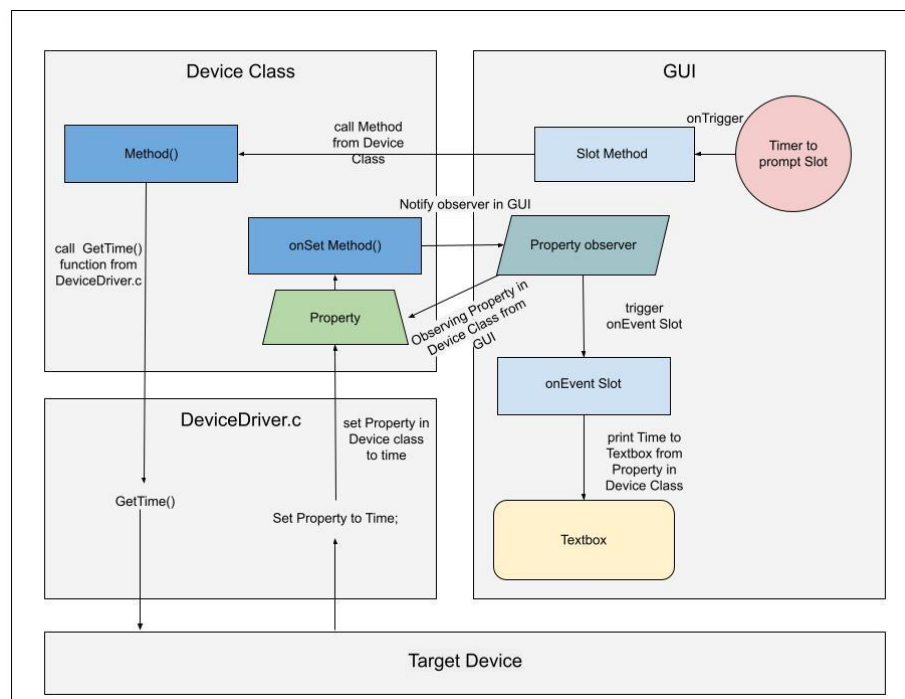 Device Class
GUI
call Method
from Device
Class
onTrigger
Method()
Slot Method
Timer to
prompt Slot
Notify observer in GUI
call GetTime()
function from
DeviceDriver.c
onSet Method()
Property observer
Property
Observing Property in
Device Class from
GUI
trigger
onEvent Slot
onEvent Slot
DeviceDriver.c
set Property in
Device class
to time
print Time to
Textbox from
Property in
Device Class
GetTime()
Set Property to Time;
Textbox
Target Device